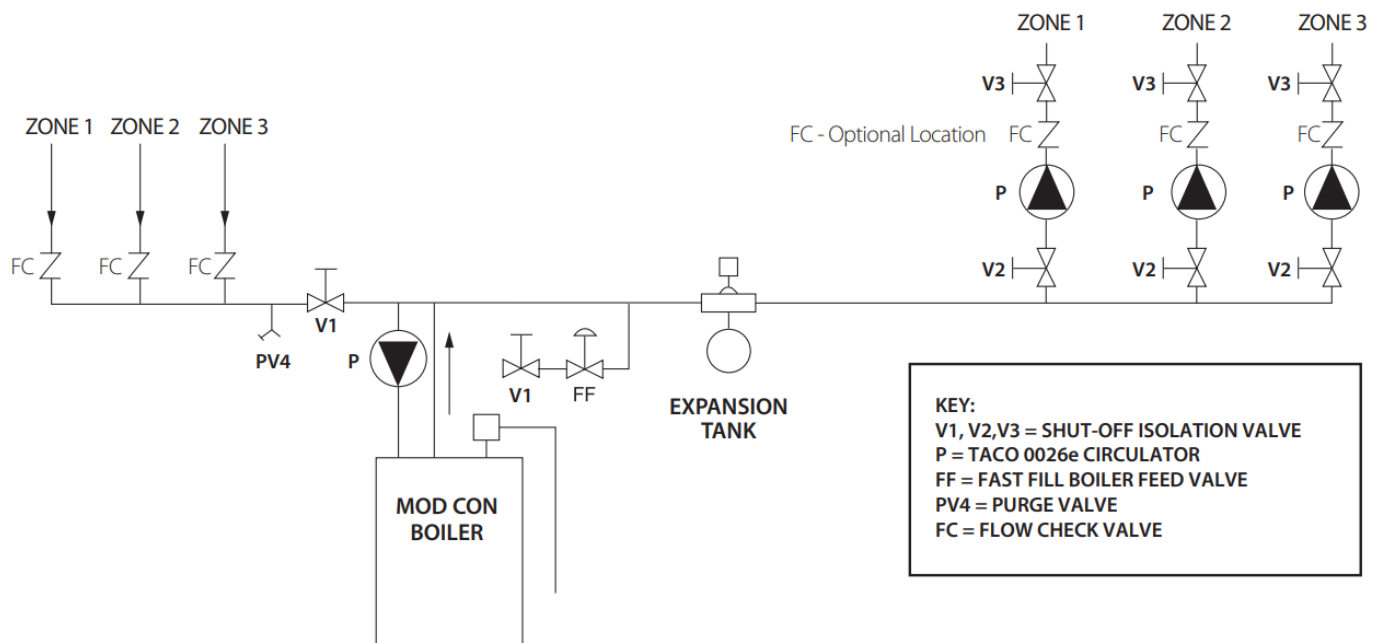 ZONE 1 ZONE 2 ZONE 3
V3 V3 V3
ZONE 1 ZONE 2 ZONE 3
FC - Optional Location FC FC FC
P P P
FC FC FC V2 V2 V2
V1
PV4 P
V1 FF
EXPANSION
TANK
MOD CON
BOILER
KEY:
V1, V2,V3 = SHUT-OFF ISOLATION VALVE
P = TACO 0026e CIRCULATOR
FF = FAST FILL BOILER FEED VALVE
PV4 = PURGE VALVE
FC = FLOW CHECK VALVE